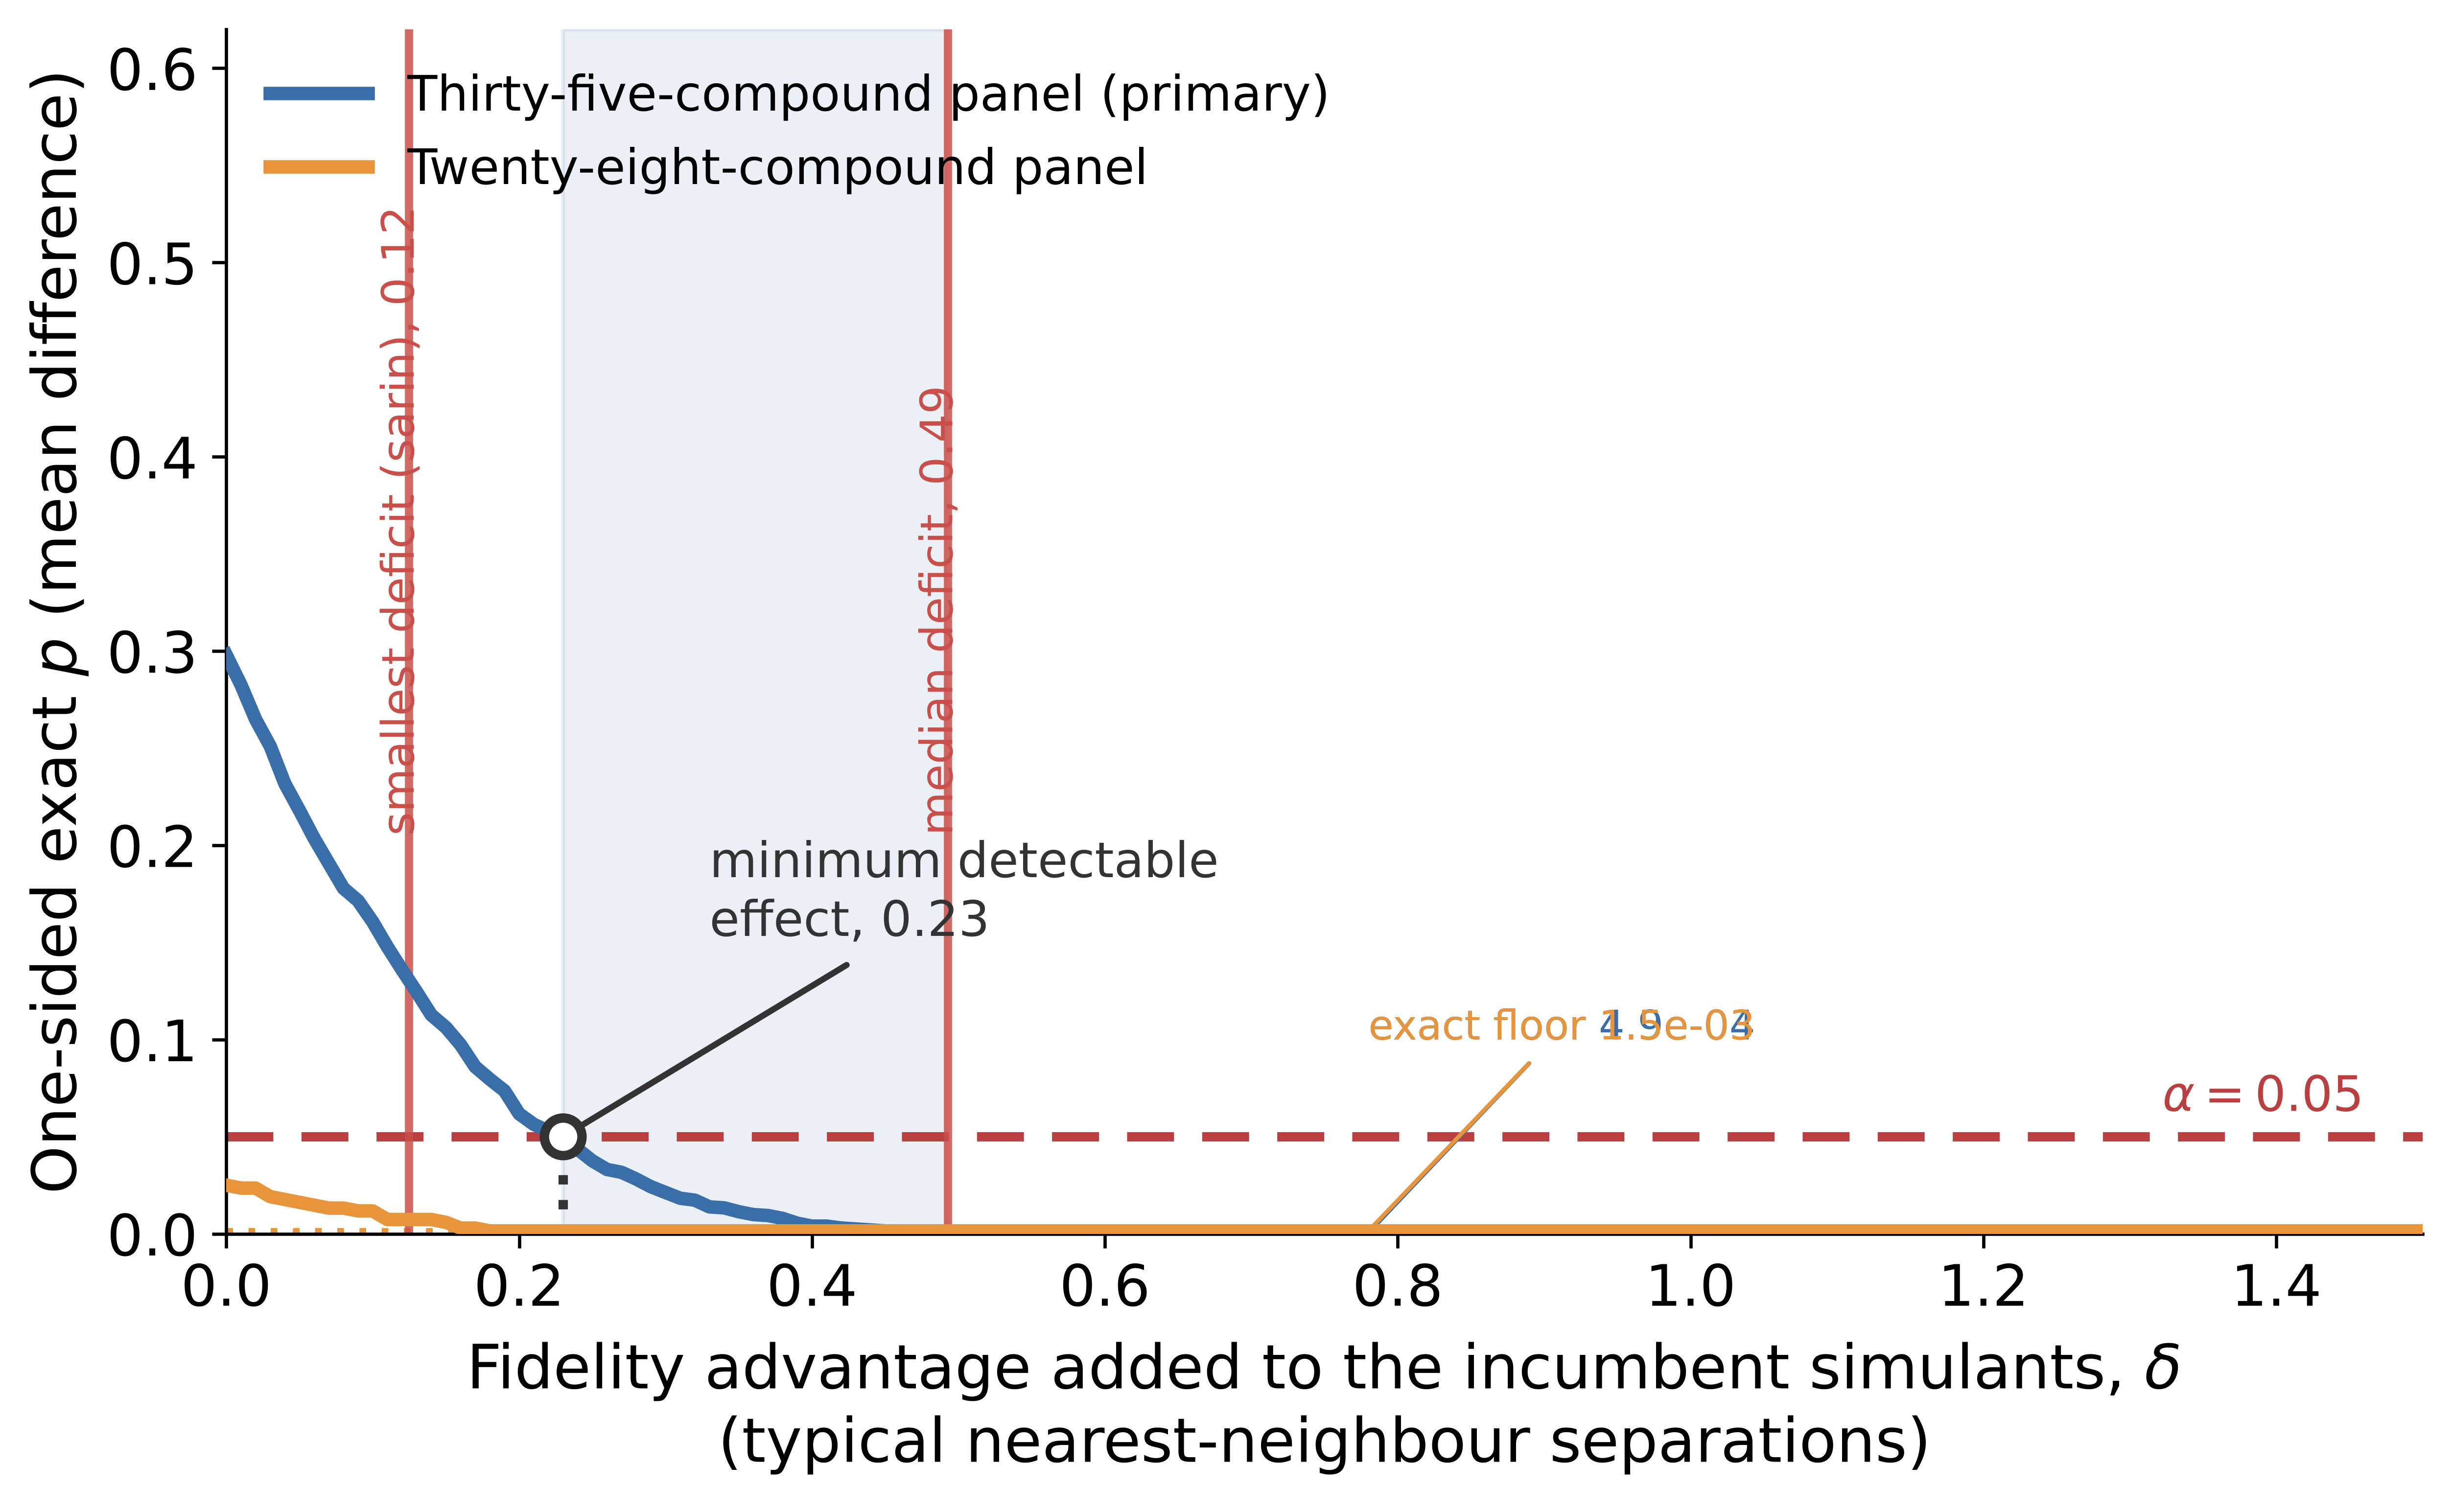 Thirty-five-compound panel (primary)
Twenty-eight-compound panel
One-sided exact p (mean difference)
0.6
0.5
0.4
0.3
0.2
0.1
0.0
smallest deficit (sarin), 0.12
median deficit, 0.49
minimum detectable
effect, 0.23
exact floor
α = 0.05
0.0 0.2 0.4 0.6 0.8 1.0 1.2 1.4
Fidelity advantage added to the incumbent simulants, δ
(typical nearest-neighbour separations)